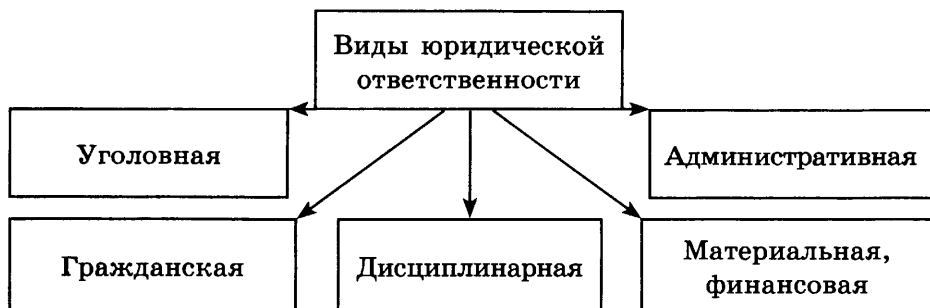 Виды юридической
ответственности
Уголовная
Административная
Гражданская
Дисциплинарная
Материальная,
финансовая